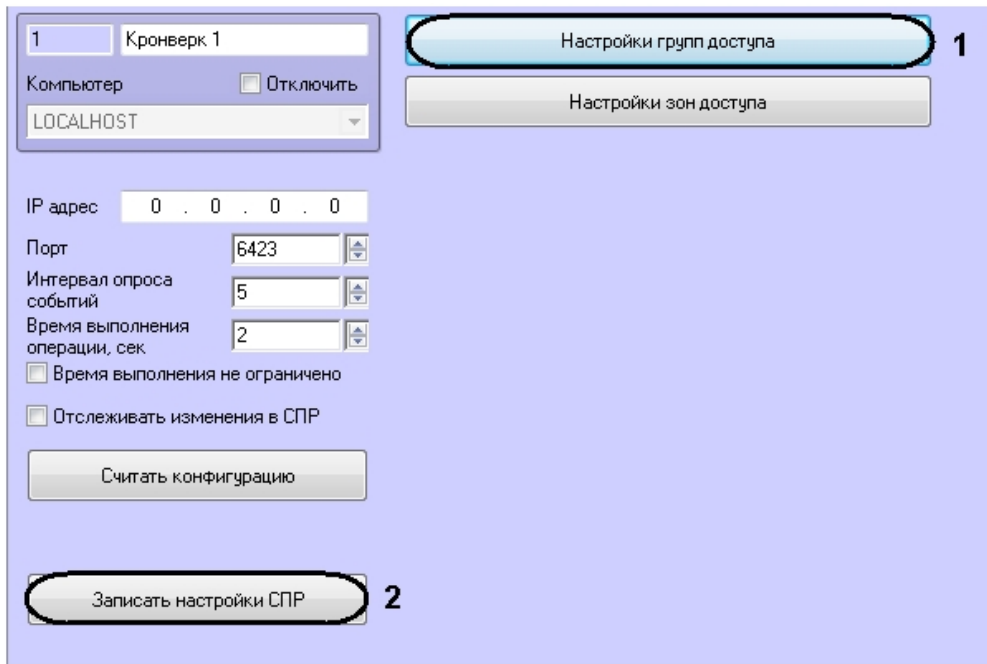 1 Кронверк 1
Компьютер Отключить
LOCALHOST
Настройки групп доступа 1
Настройки зон доступа
IP адрес 0 . 0 . 0 . 0
Порт 6423
Интервал опроса
событий 5
Время выполнения
операции, сек 2
Время выполнения не ограничено
Отслеживать изменения в СПР
Считать конфигурацию
Записать настройки СПР 2